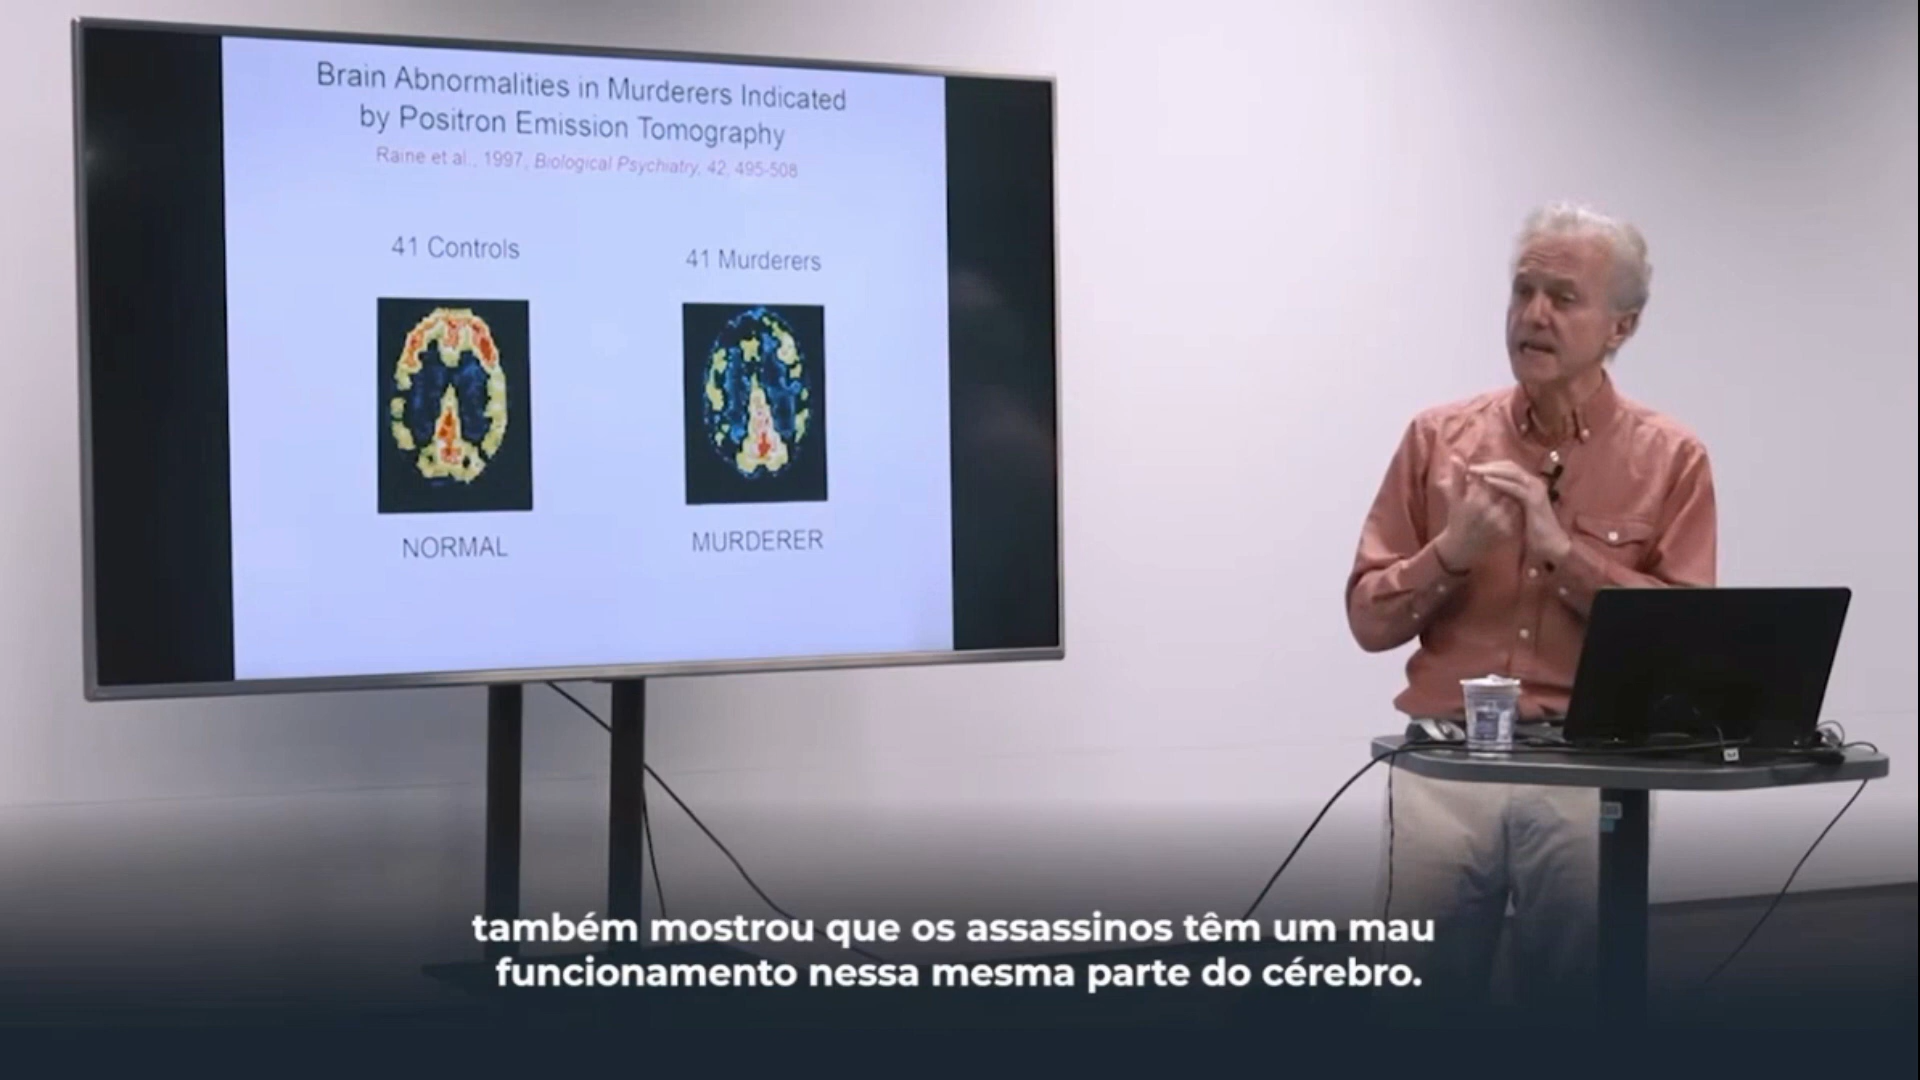 Brain Abnormalities in Murderers Indicated
by Positron Emission Tomography
Raine et al., 1997, Biological Psychiatry, 42, 495-508
41 Controls
41 Murderers
NORMAL
MURDERER
também mostrou que os assassinos têm um mau
funcionamento nessa mesma parte do cérebro.